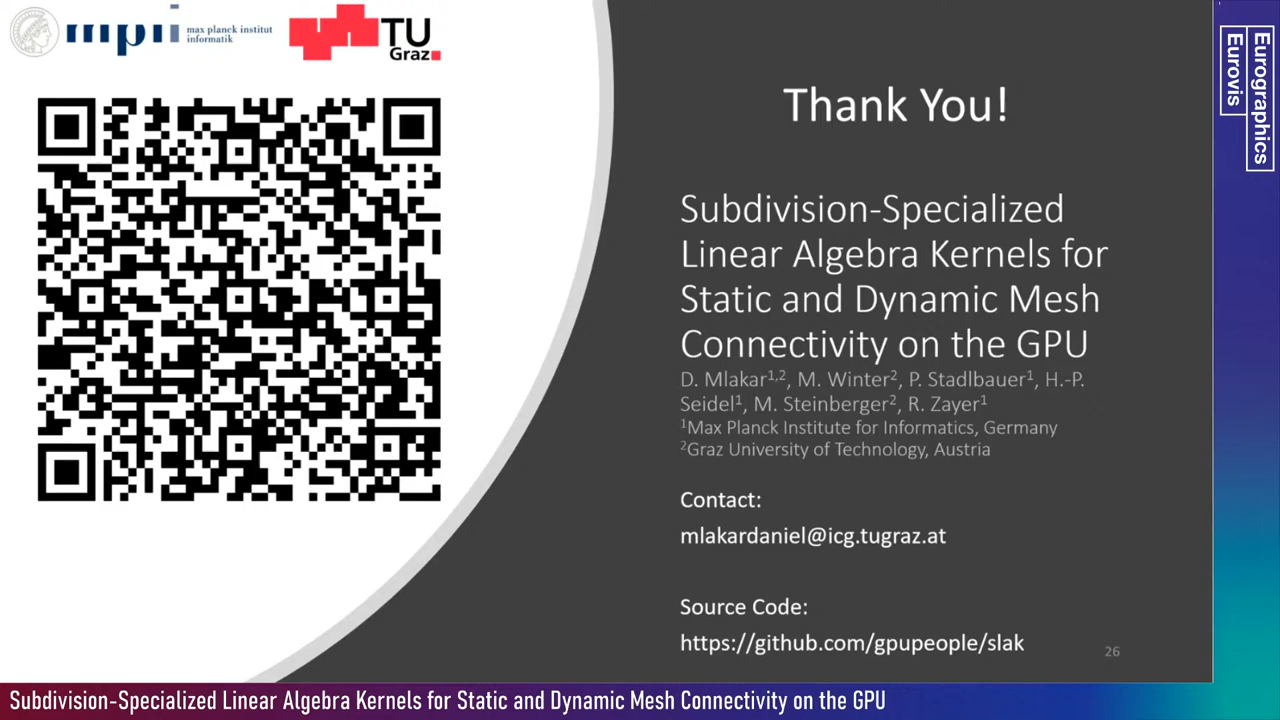 mpii max planck institut
informatik
TU
Graz
Thank You!
Subdivision-Specialized
Linear Algebra Kernels for
Static and Dynamic Mesh
Connectivity on the GPU
D. Mlakar¹,², M. Winter², P. Stadlbauer¹, H.-P.
Seidel¹, M. Steinberger², R. Zayer¹
¹Max Planck Institute for Informatics, Germany
²Graz University of Technology, Austria
Contact:
mlakardaniel@icg.tugraz.at
Source Code:
https://github.com/gpupeople/slak
26
Eurographics
Eurovis
Subdivision-Specialized Linear Algebra Kernels for Static and Dynamic Mesh Connectivity on the GPU